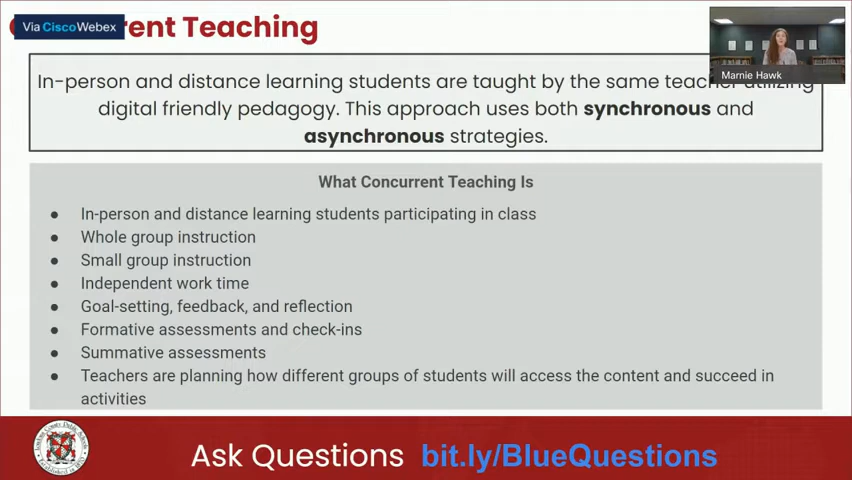 Via Cisco Webex
rent Teaching
Marnie Hawk
In-person and distance learning students are taught by the same teacher utilizing
digital friendly pedagogy. This approach uses both synchronous and
asynchronous strategies.
What Concurrent Teaching Is
● In-person and distance learning students participating in class
● Whole group instruction
● Small group instruction
● Independent work time
● Goal-setting, feedback, and reflection
● Formative assessments and check-ins
● Summative assessments
● Teachers are planning how different groups of students will access the content and succeed in
activities
Ask Questions bit.ly/BlueQuestions